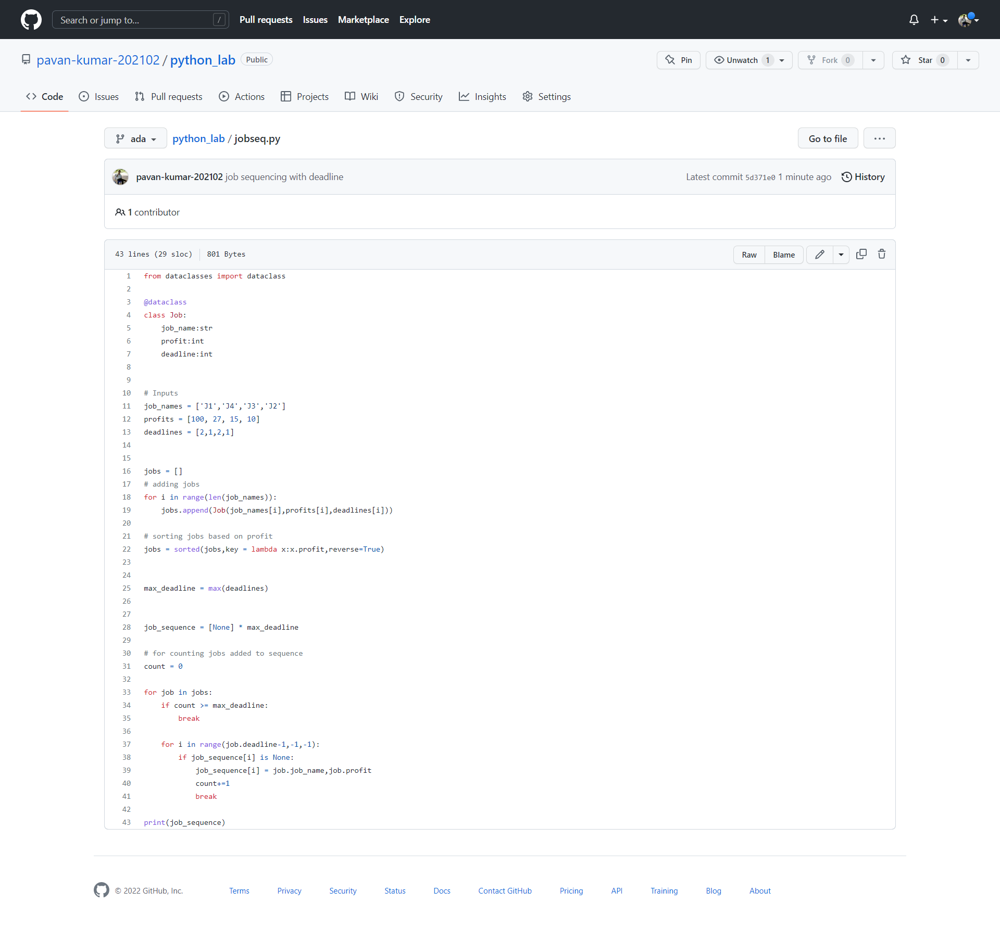 Search or jump to... /
Pull requests Issues Marketplace Explore
pavan-kumar-202102 / python_lab Public
Pin Unwatch 1 Fork 0 Star 0
Code Issues Pull requests Actions Projects Wiki Security Insights Settings
ada python_lab / jobseq.py Go to file ...
pavan-kumar-202102 job sequencing with deadline Latest commit 5d371e0 1 minute ago History
1 contributor
43 lines (29 sloc) 801 Bytes Raw Blame
1 from dataclasses import dataclass
2
3 @dataclass
4 class Job:
5     job_name:str
6     profit:int
7     deadline:int
8
9
10 # Inputs
11 job_names = ['J1','J4','J3','J2']
12 profits = [100, 27, 15, 10]
13 deadlines = [2,1,2,1]
14
15
16 jobs = []
17 # adding jobs
18 for i in range(len(job_names)):
19     jobs.append(Job(job_names[i],profits[i],deadlines[i]))
20
21 # sorting jobs based on profit
22 jobs = sorted(jobs,key = lambda x:x.profit,reverse=True)
23
24
25 max_deadline = max(deadlines)
26
27
28 job_sequence = [None] * max_deadline
29
30 # for counting jobs added to sequence
31 count = 0
32
33 for job in jobs:
34     if count >= max_deadline:
35         break
36
37     for i in range(job.deadline-1,-1,-1):
38         if job_sequence[i] is None:
39             job_sequence[i] = job.job_name,job.profit
40             count+=1
41             break
42
43 print(job_sequence)
© 2022 GitHub, Inc. Terms Privacy Security Status Docs Contact GitHub Pricing API Training Blog About